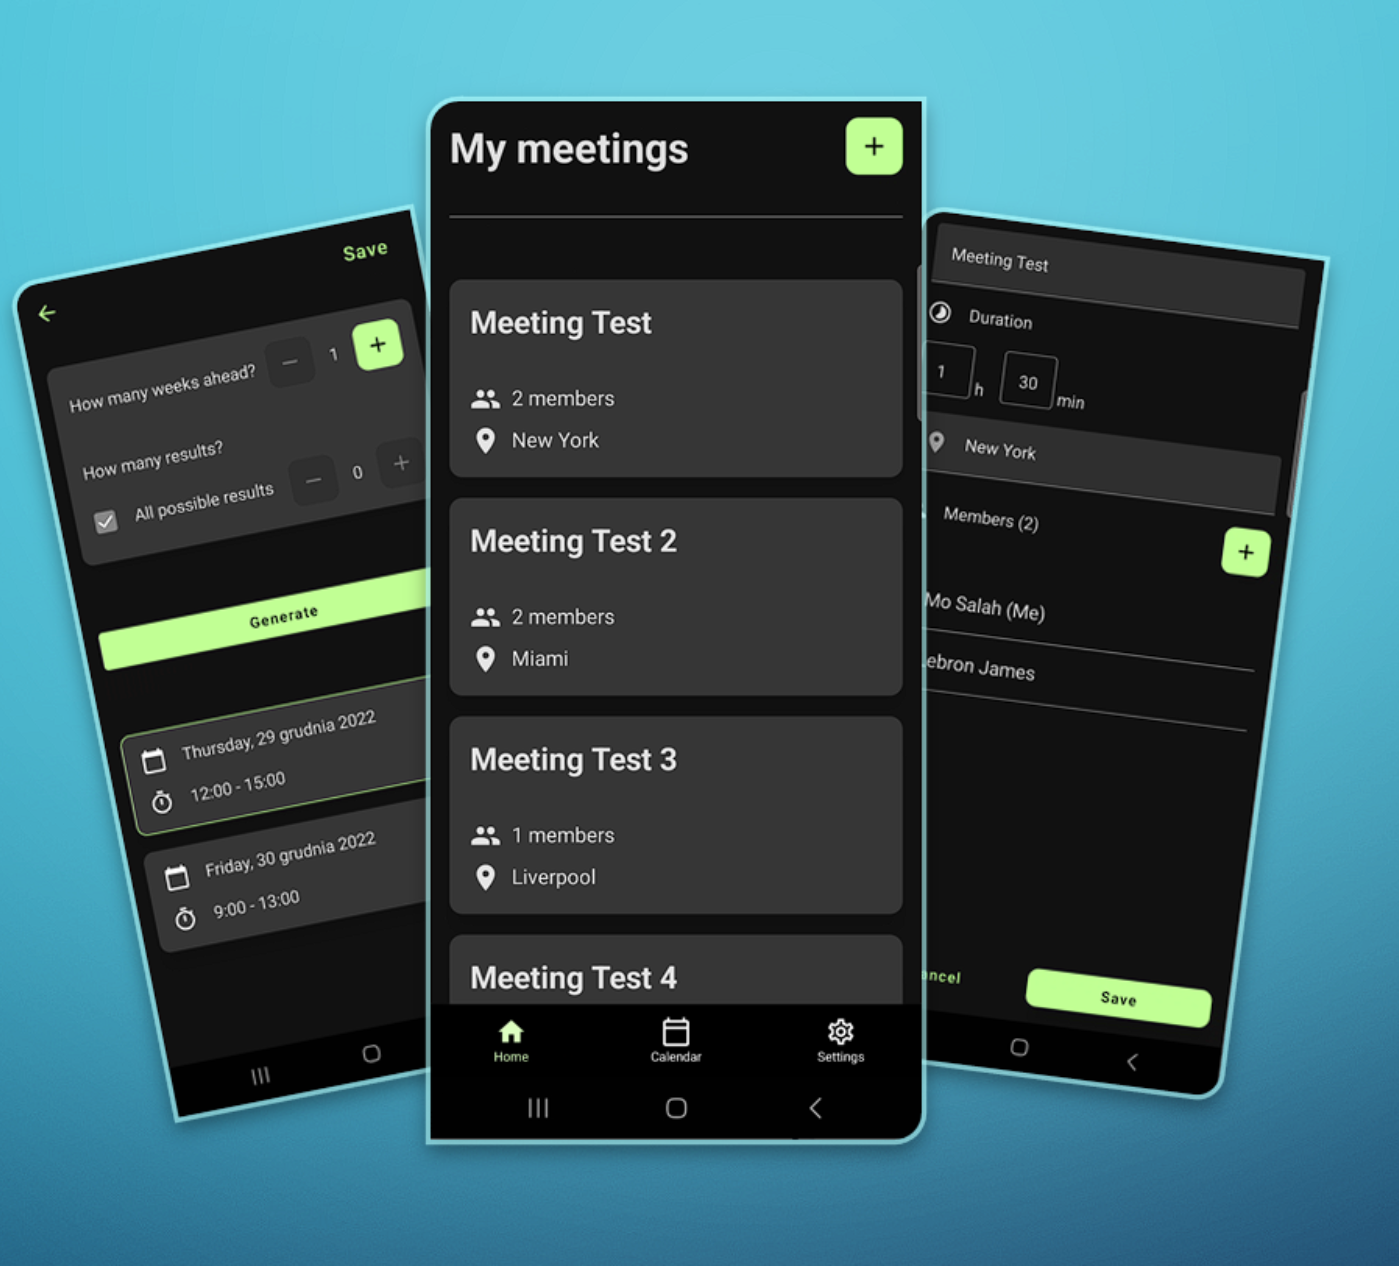 Save
How many weeks ahead?
1
How many results?
All possible results
0
Generate
Thursday, 29 grudnia 2022
12:00 - 15:00
Friday, 30 grudnia 2022
9:00 - 13:00
My meetings
Meeting Test
2 members
New York
Meeting Test 2
2 members
Miami
Meeting Test 3
1 members
Liverpool
Meeting Test 4
Home
Calendar
Settings
Meeting Test
Duration
1 h 30 min
New York
Members (2)
Mo Salah (Me)
ebron James
ancel
Save